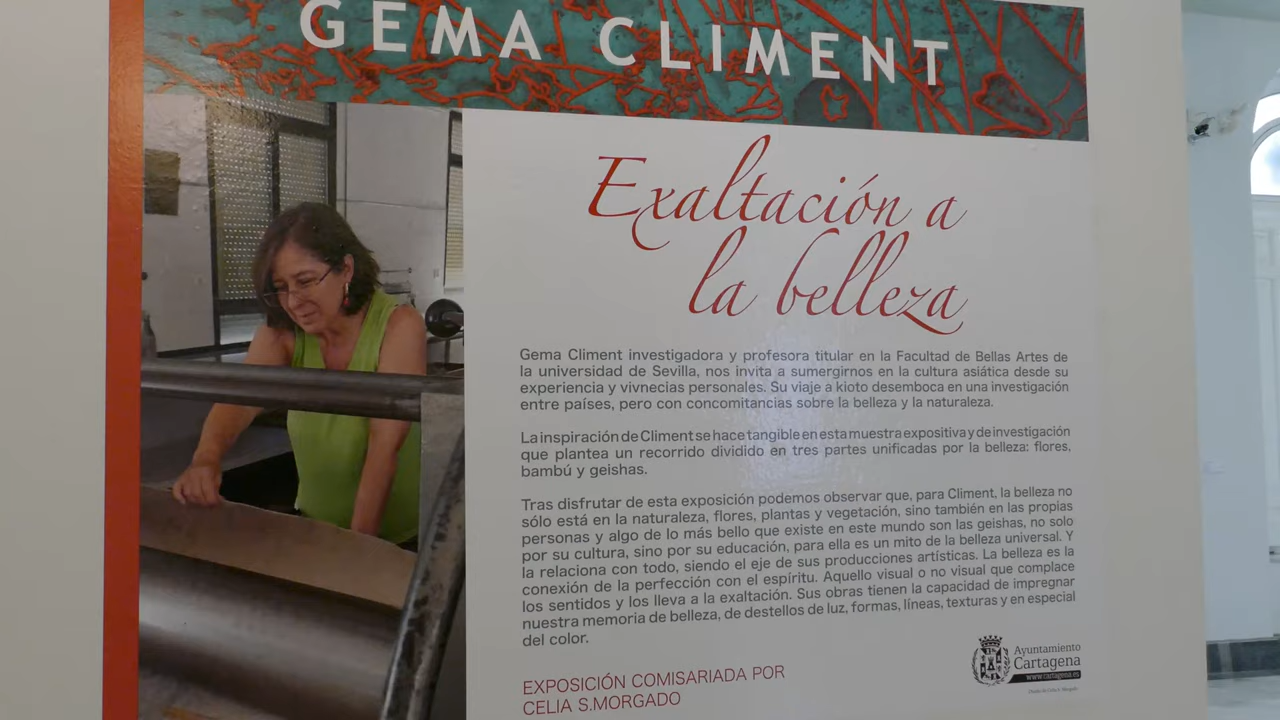 GEMA CLIMENT
Exaltación a
la belleza
Gema Climent investigadora y profesora titular en la Facultad de Bellas Artes de
la universidad de Sevilla, nos invita a sumergirnos en la cultura asiática desde su
experiencia y vivnecias personales. Su viaje a kioto desemboca en una investigación
entre países, pero con concomitancias sobre la belleza y la naturaleza.
La inspiración de Climent se hace tangible en esta muestra expositiva y de investigación
que plantea un recorrido dividido en tres partes unificadas por la belleza: flores,
bambú y geishas.
Tras disfrutar de esta exposición podemos observar que, para Climent, la belleza no
sólo está en la naturaleza, flores, plantas y vegetación, sino también en las propias
personas y algo de lo más bello que existe en este mundo son las geishas, no solo
por su cultura, sino por su educación, para ella es un mito de la belleza universal. Y
la relaciona con todo, siendo el eje de sus producciones artísticas. La belleza es la
conexión de la perfección con el espíritu. Aquello visual o no visual que complace
los sentidos y los lleva a la exaltación. Sus obras tienen la capacidad de impregnar
nuestra memoria de belleza, de destellos de luz, formas, líneas, texturas y en especial
del color.
EXPOSICIÓN COMISARIADA POR
CELIA S.MORGADO
Ayuntamiento
Cartagena
www.cartagena.es